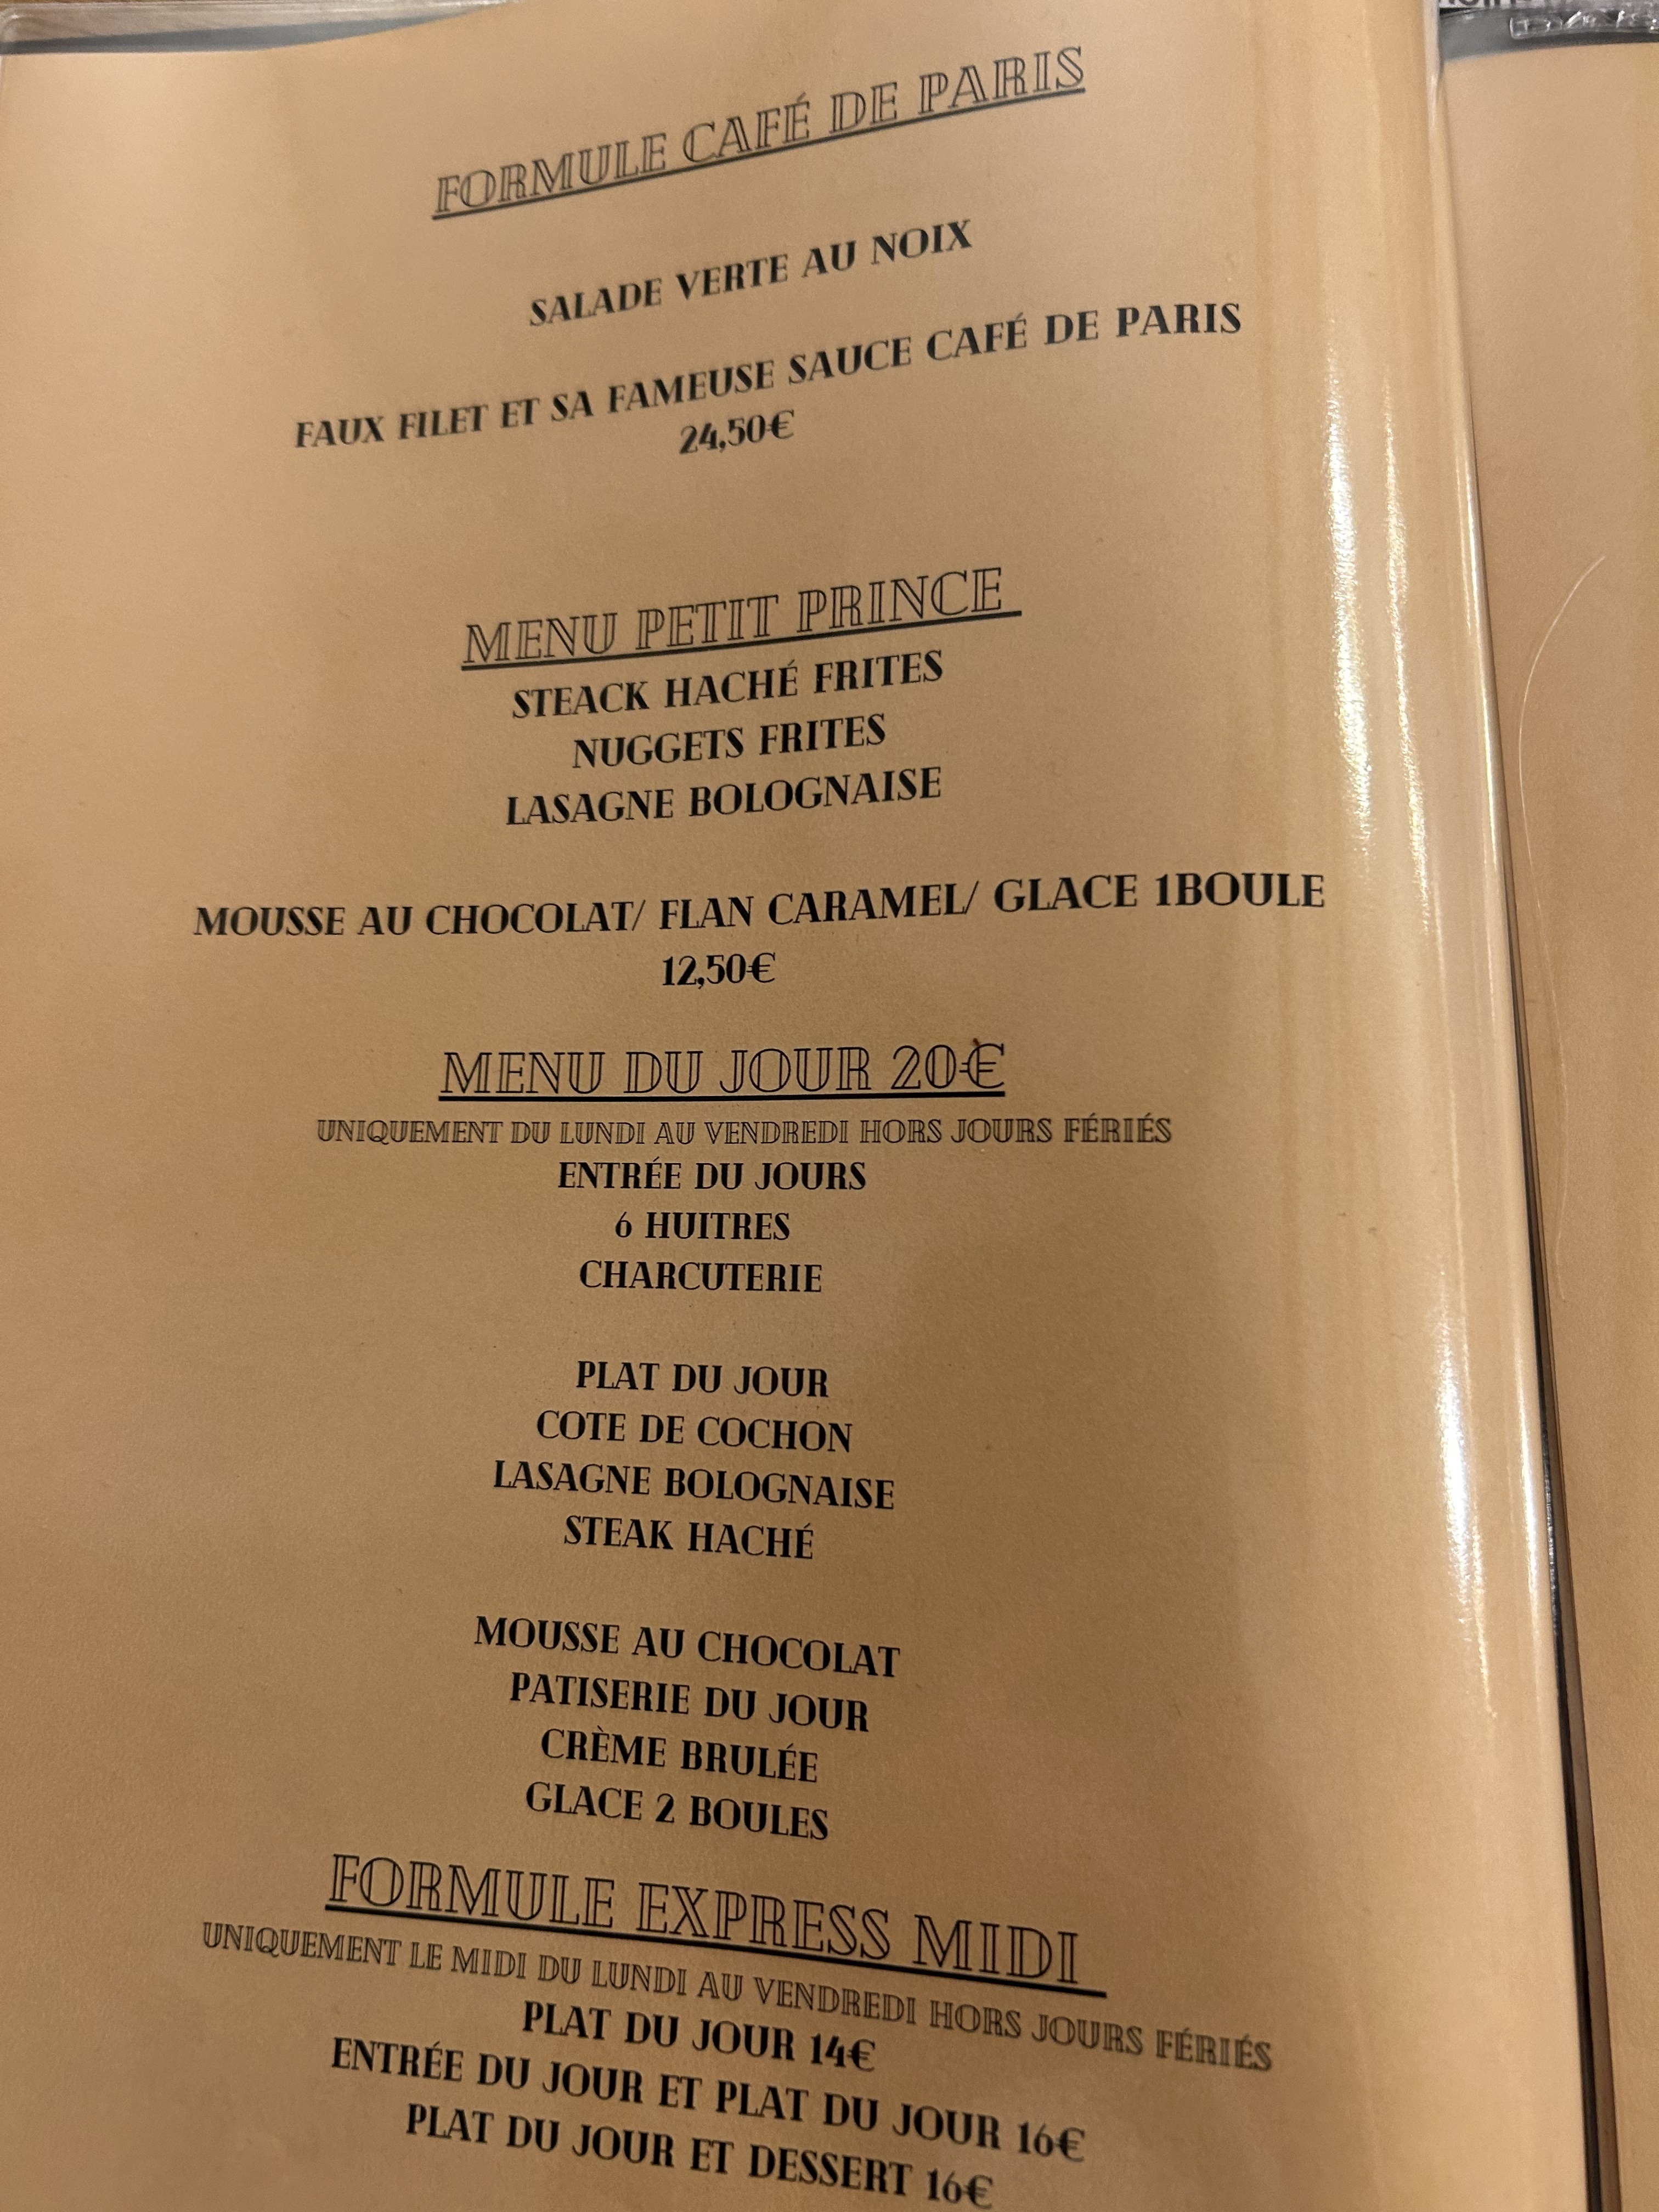 FORMULE CAFÉ DE PARIS
SALADE VERTE AU NOIX
FAUX FILET ET SA FAMEUSE SAUCE CAFÉ DE PARIS
24,50€
MENU PETIT PRINCE
STEACK HACHÉ FRITES
NUGGETS FRITES
LASAGNE BOLOGNAISE
MOUSSE AU CHOCOLAT/ FLAN CARAMEL/ GLACE 1BOULE
12,50€
MENU DU JOUR 20€
UNIQUEMENT DU LUNDI AU VENDREDI HORS JOURS FÉRIÉS
ENTRÉE DU JOURS
6 HUITRES
CHARCUTERIE
PLAT DU JOUR
COTE DE COCHON
LASAGNE BOLOGNAISE
STEAK HACHÉ
MOUSSE AU CHOCOLAT
PATISERIE DU JOUR
CRÈME BRULÉE
GLACE 2 BOULES
FORMULE EXPRESS MIDI
UNIQUEMENT LE MIDI DU LUNDI AU VENDREDI HORS JOURS FÉRIÉS
PLAT DU JOUR 14€
ENTRÉE DU JOUR ET PLAT DU JOUR 16€
PLAT DU JOUR ET DESSERT 16€